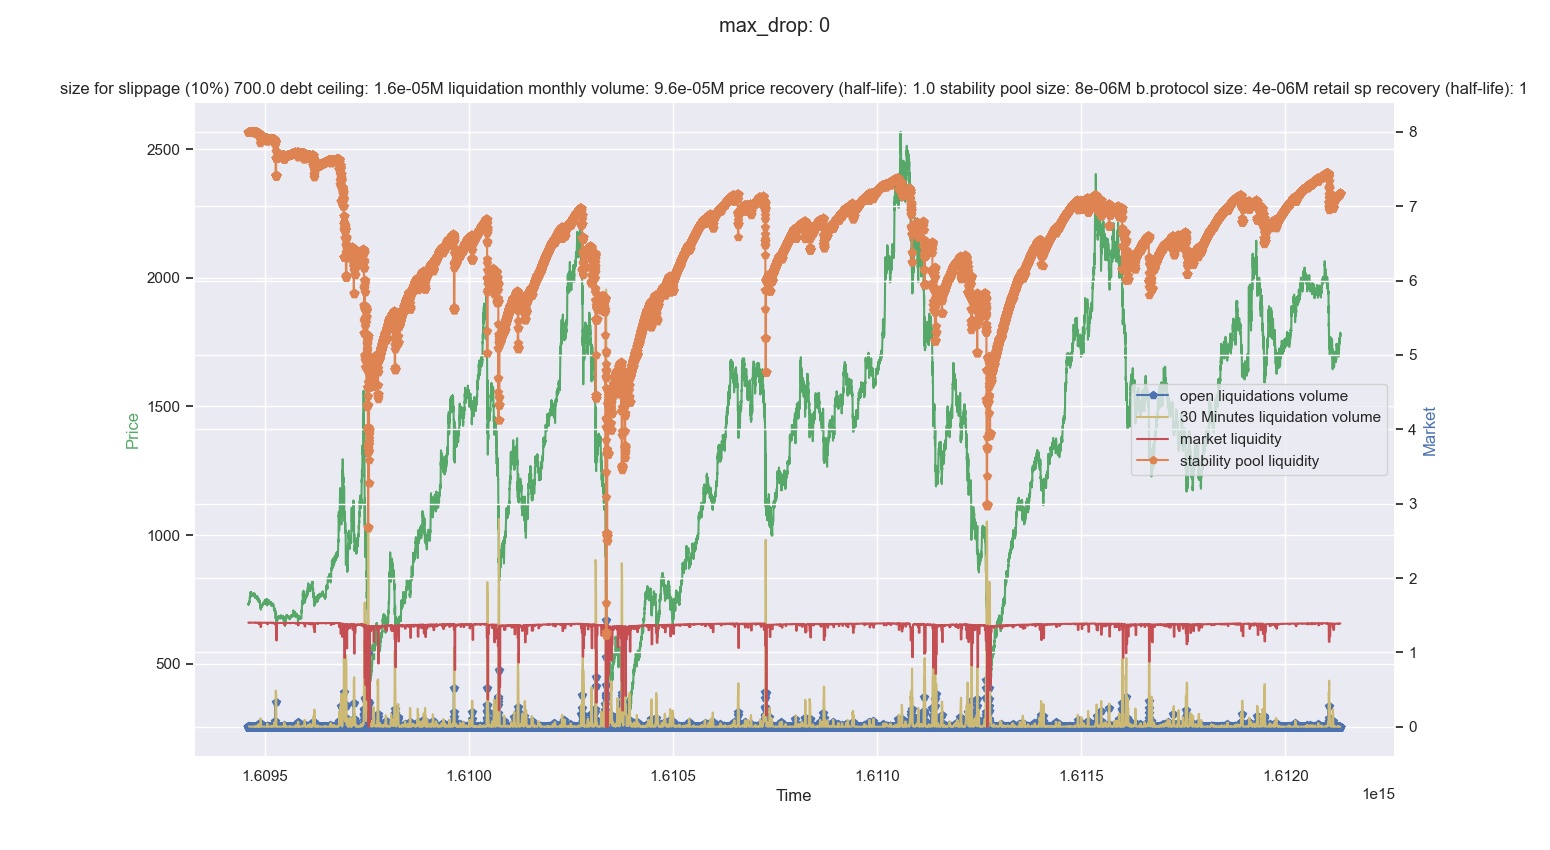 max_drop: 0
size for slippage (10%) 700.0 debt ceiling: 1.6e-05M liquidation monthly volume: 9.6e-05M price recovery (half-life): 1.0 stability pool size: 8e-06M b.protocol size: 4e-06M retail sp recovery (half-life): 1
2500
2000
1500
1000
500
Price
8
7
6
5
4
3
2
1
0
Market
open liquidations volume
30 Minutes liquidation volume
market liquidity
stability pool liquidity
1.6095
1.6100
1.6105
1.6110
1.6115
1.6120
1e15
Time